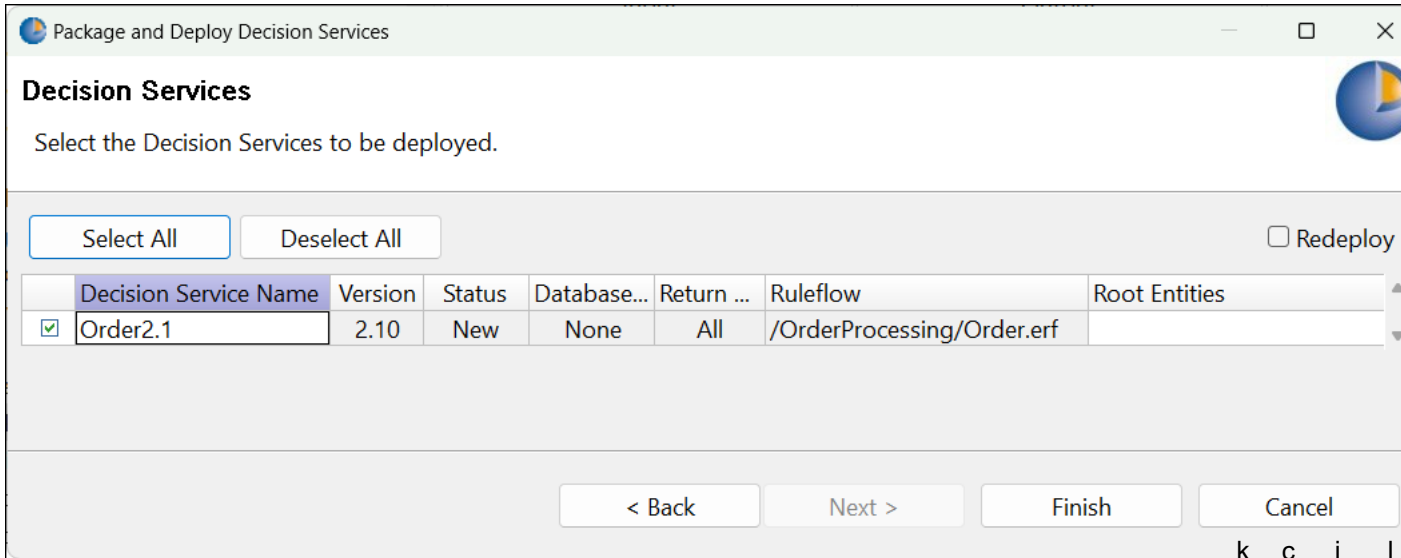 Package and Deploy Decision Services
Decision Services
Select the Decision Services to be deployed.
Select All Deselect All Redeploy
Decision Service Name Version Status Database... Return ... Ruleflow Root Entities
Order2.1 2.10 New None All /OrderProcessing/Order.erf
< Back Next > Finish Cancel
k c i l